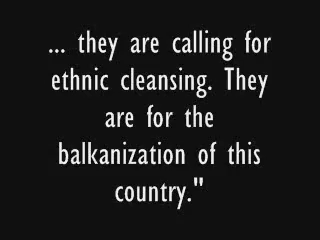 ... they are calling for
ethnic cleansing. They
are for the
balkanization of this
country."